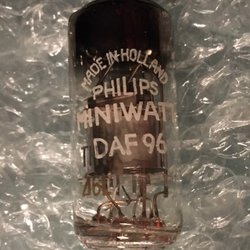 MADE IN HOLLAND
PHILIPS
MINIWATT
DAF 96